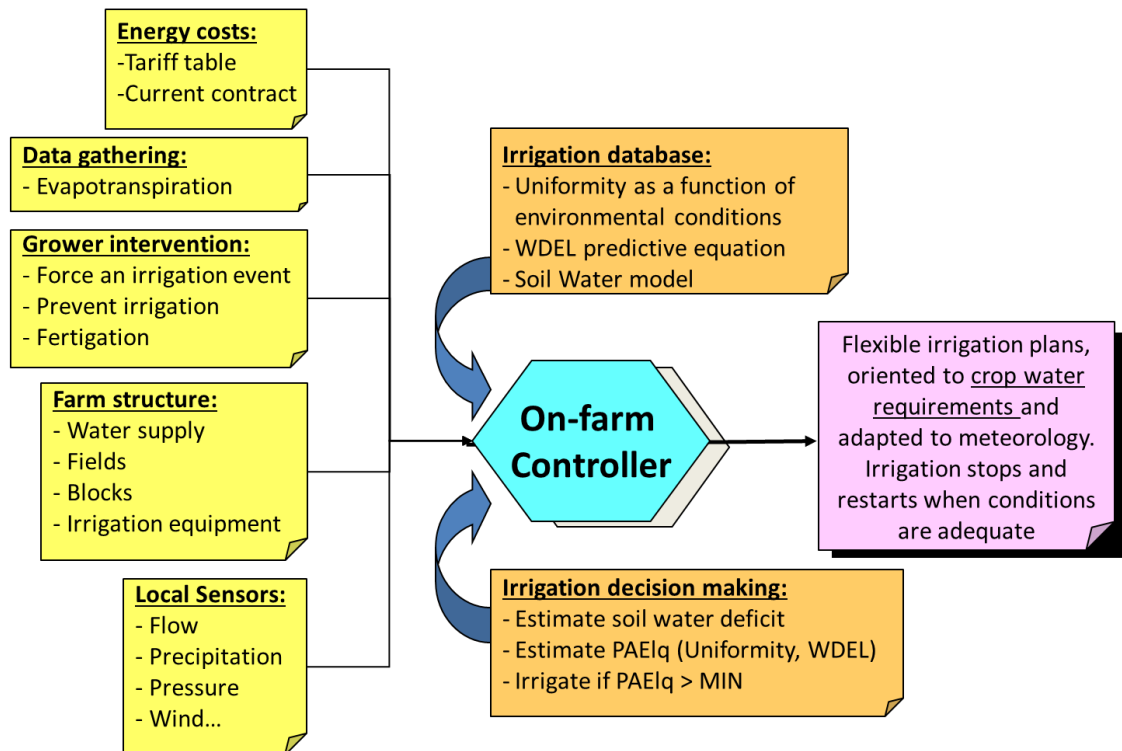 Energy costs:
-Tariff table
-Current contract
Data gathering:
- Evapotranspiration
Grower intervention:
- Force an irrigation event
- Prevent irrigation
- Fertigation
Farm structure:
- Water supply
- Fields
- Blocks
- Irrigation equipment
Local Sensors:
- Flow
- Precipitation
- Pressure
- Wind...
Irrigation database:
- Uniformity as a function of
environmental conditions
- WDEL predictive equation
- Soil Water model
On-farm
Controller
Irrigation decision making:
- Estimate soil water deficit
- Estimate PAElq (Uniformity, WDEL)
- Irrigate if PAElq > MIN
Flexible irrigation plans,
oriented to crop water
requirements and
adapted to meteorology.
Irrigation stops and
restarts when conditions
are adequate